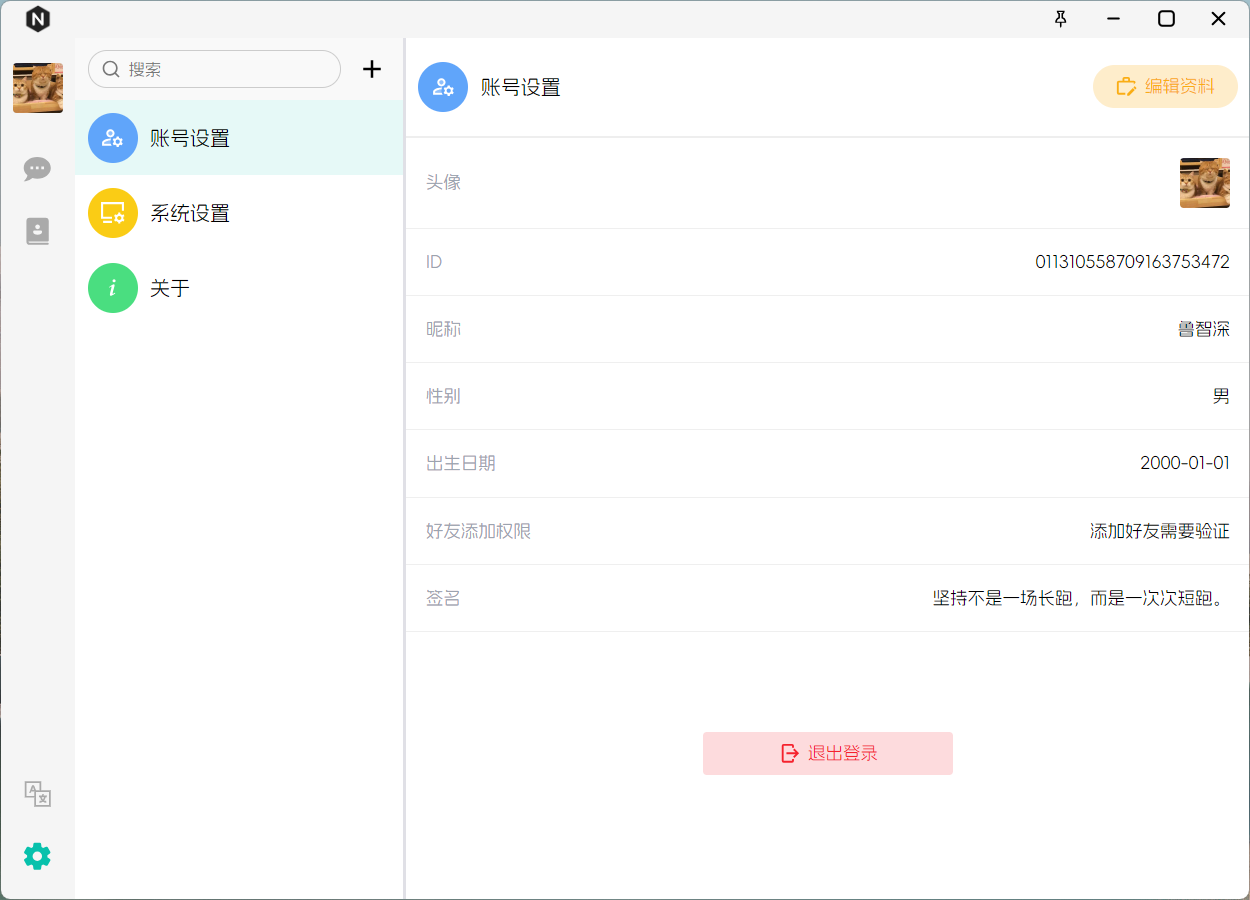 N
搜索
账号设置
系统设置
关于
账号设置
编辑资料
头像
ID
011310558709163753472
昵称
鲁智深
性别
男
出生日期
2000-01-01
好友添加权限
添加好友需要验证
签名
坚持不是一场长跑，而是一次次短跑。
退出登录
A
文